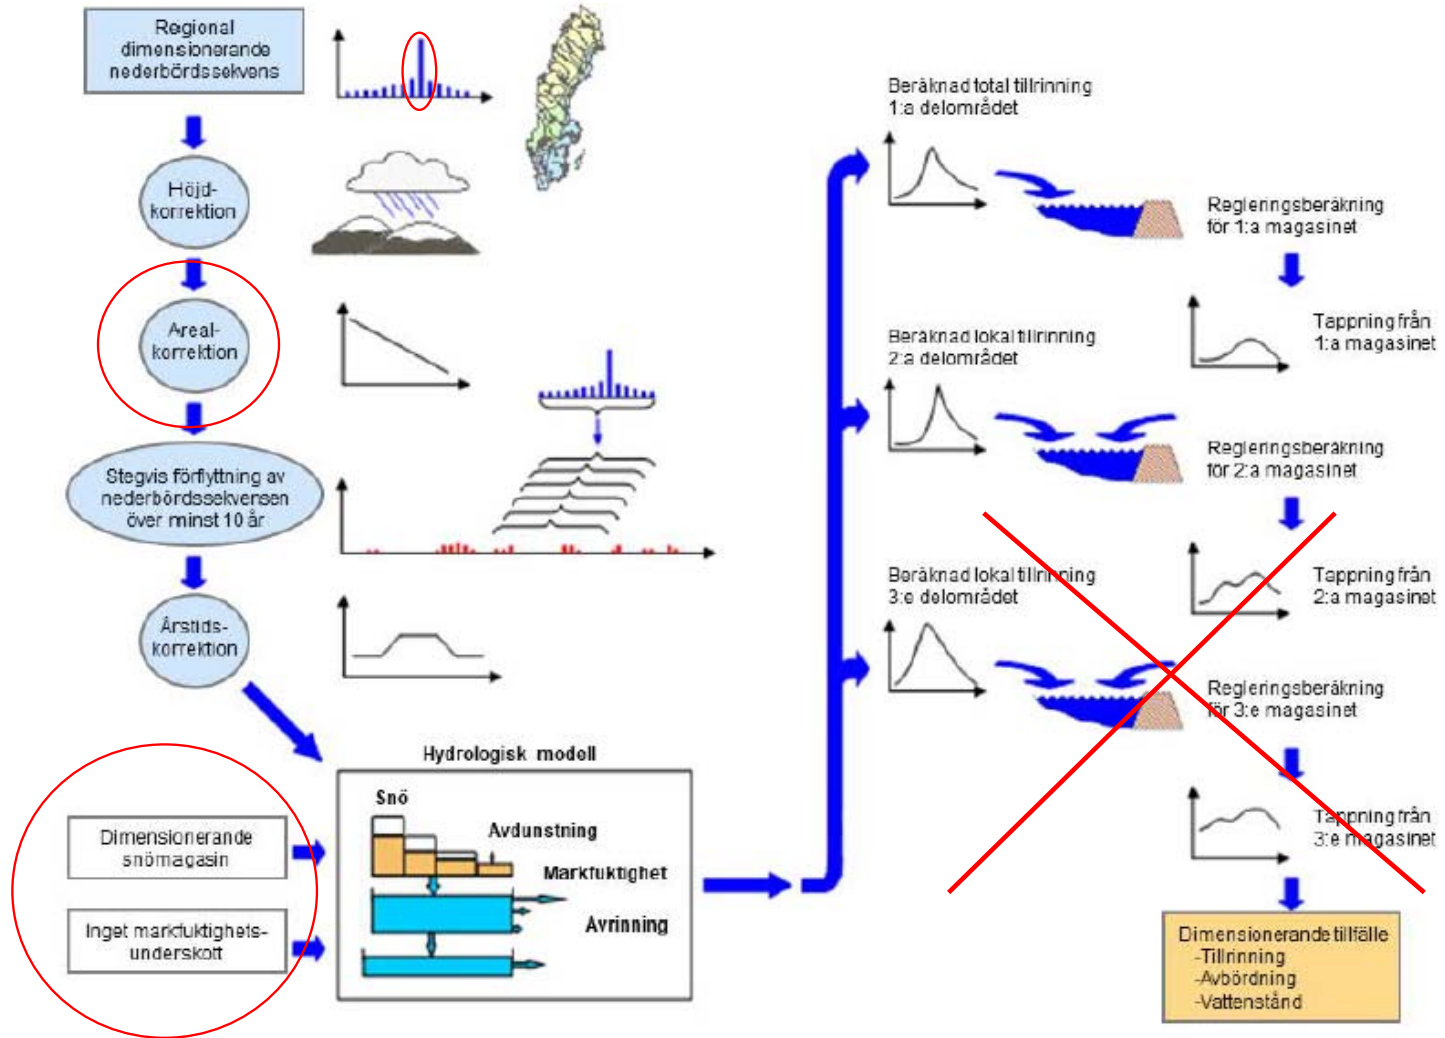 Regional
dimensionerande
nederbördssekvens
Höjd-
korrektion
Areal-
korrektion
Stegvis förflyttning av
nederbördssekvensen
över minst 10 år
Årstids-
korrektion
Dimensionerande
snömagasin
Inget markfuktighets-
underskott
Hydrologisk modell
Snö
Avdunstning
Markfuktighet
Avrinning
Beräknad total tillrinning
1:a delområdet
Regleringsberäkning
för 1:a magasinet
Tappning från
1:a magasinet
Beräknad lokal tillrinning
2:a delområdet
Regleringsberäkning
för 2:a magasinet
Tappning från
2:a magasinet
Beräknad lokal tillrinning
3:e delområdet
Regleringsberäkning
för 3:e magasinet
Tappning från
3:e magasinet
Dimensionerande tillfälle
-Tillrinning
-Avbördning
-Vattenstånd